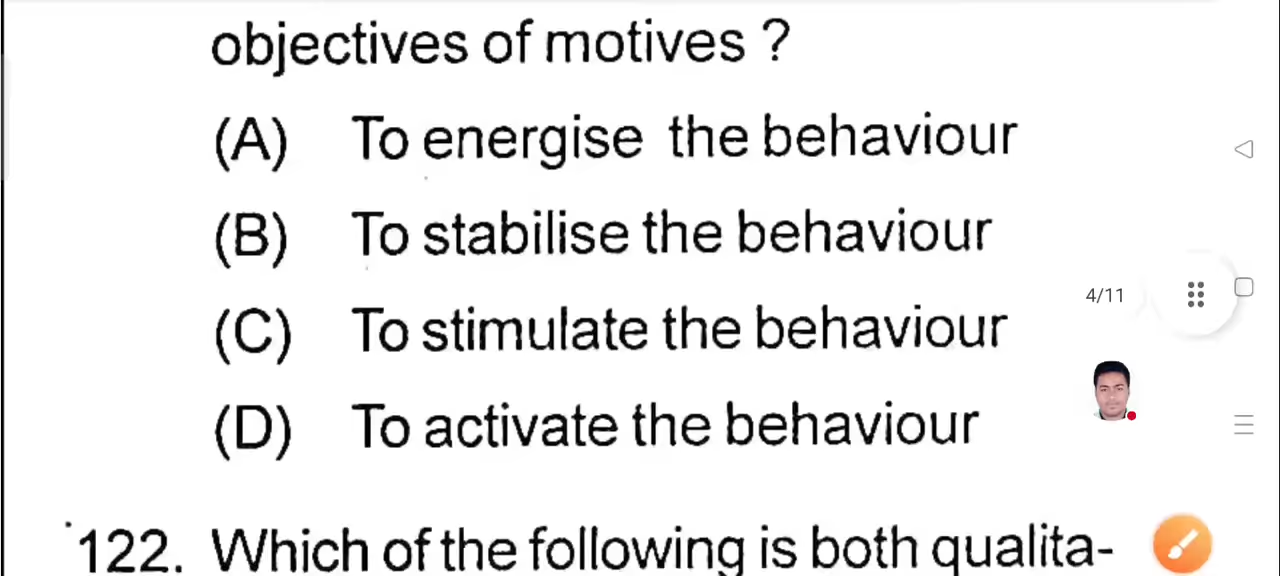 objectives of motives ?
(A) To energise the behaviour
(B) To stabilise the behaviour
4/11
(C) To stimulate the behaviour
(D) To activate the behaviour
122. Which of the following is both qualita-